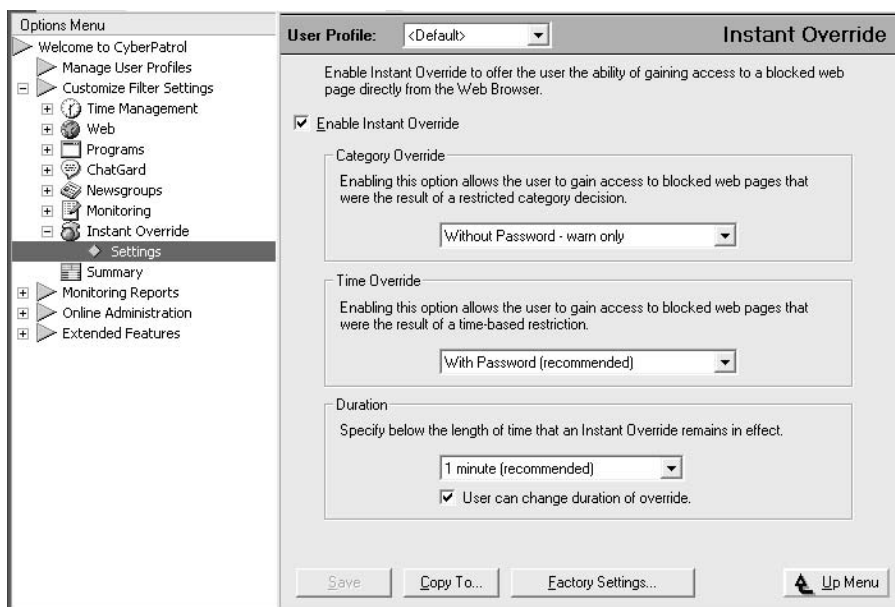 Options Menu
Welcome to CyberPatrol
Manage User Profiles
Customize Filter Settings
Time Management
Web
Programs
ChatGard
Newsgroups
Monitoring
Instant Override
Settings
Summary
Monitoring Reports
Online Administration
Extended Features
User Profile: <Default> Instant Override
Enable Instant Override to offer the user the ability of gaining access to a blocked web
page directly from the Web Browser.
Enable Instant Override
Category Override
Enabling this option allows the user to gain access to blocked web pages that
were the result of a restricted category decision.
Without Password - warn only
Time Override
Enabling this option allows the user to gain access to blocked web pages that
were the result of a time-based restriction.
With Password (recommended)
Duration
Specify below the length of time that an Instant Override remains in effect.
1 minute (recommended)
User can change duration of override.
Save Copy To... Factory Settings... Up Menu